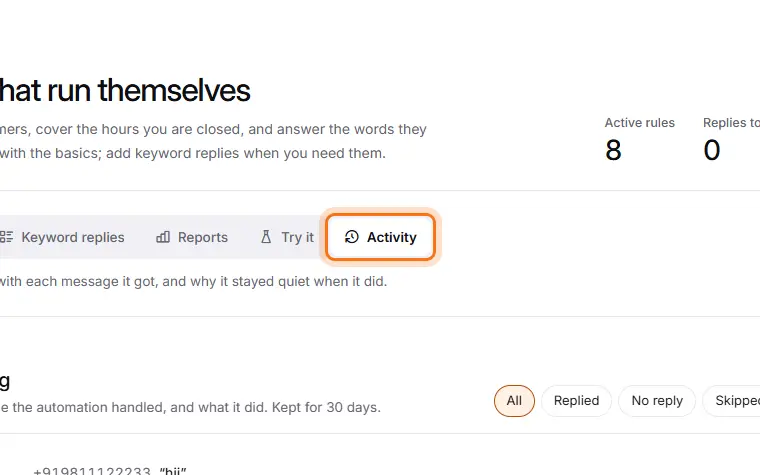 hat run themselves
mers, cover the hours you are closed, and answer the words they
with the basics; add keyword replies when you need them.
Active rules
8
Replies to
0
Keyword replies
Reports
Try it
Activity
with each message it got, and why it stayed quiet when it did.
g
e the automation handled, and what it did. Kept for 30 days.
All
Replied
No reply
Skipped
+919811122233 “hii”